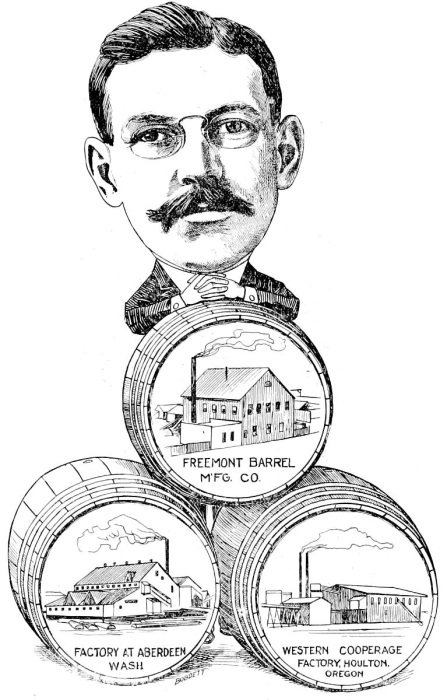 FREEMONT BARREL
M'F'G. CO.
FACTORY AT ABERDEEN
WASH
WESTERN COOPERAGE
FACTORY, HOULTON.
OREGON